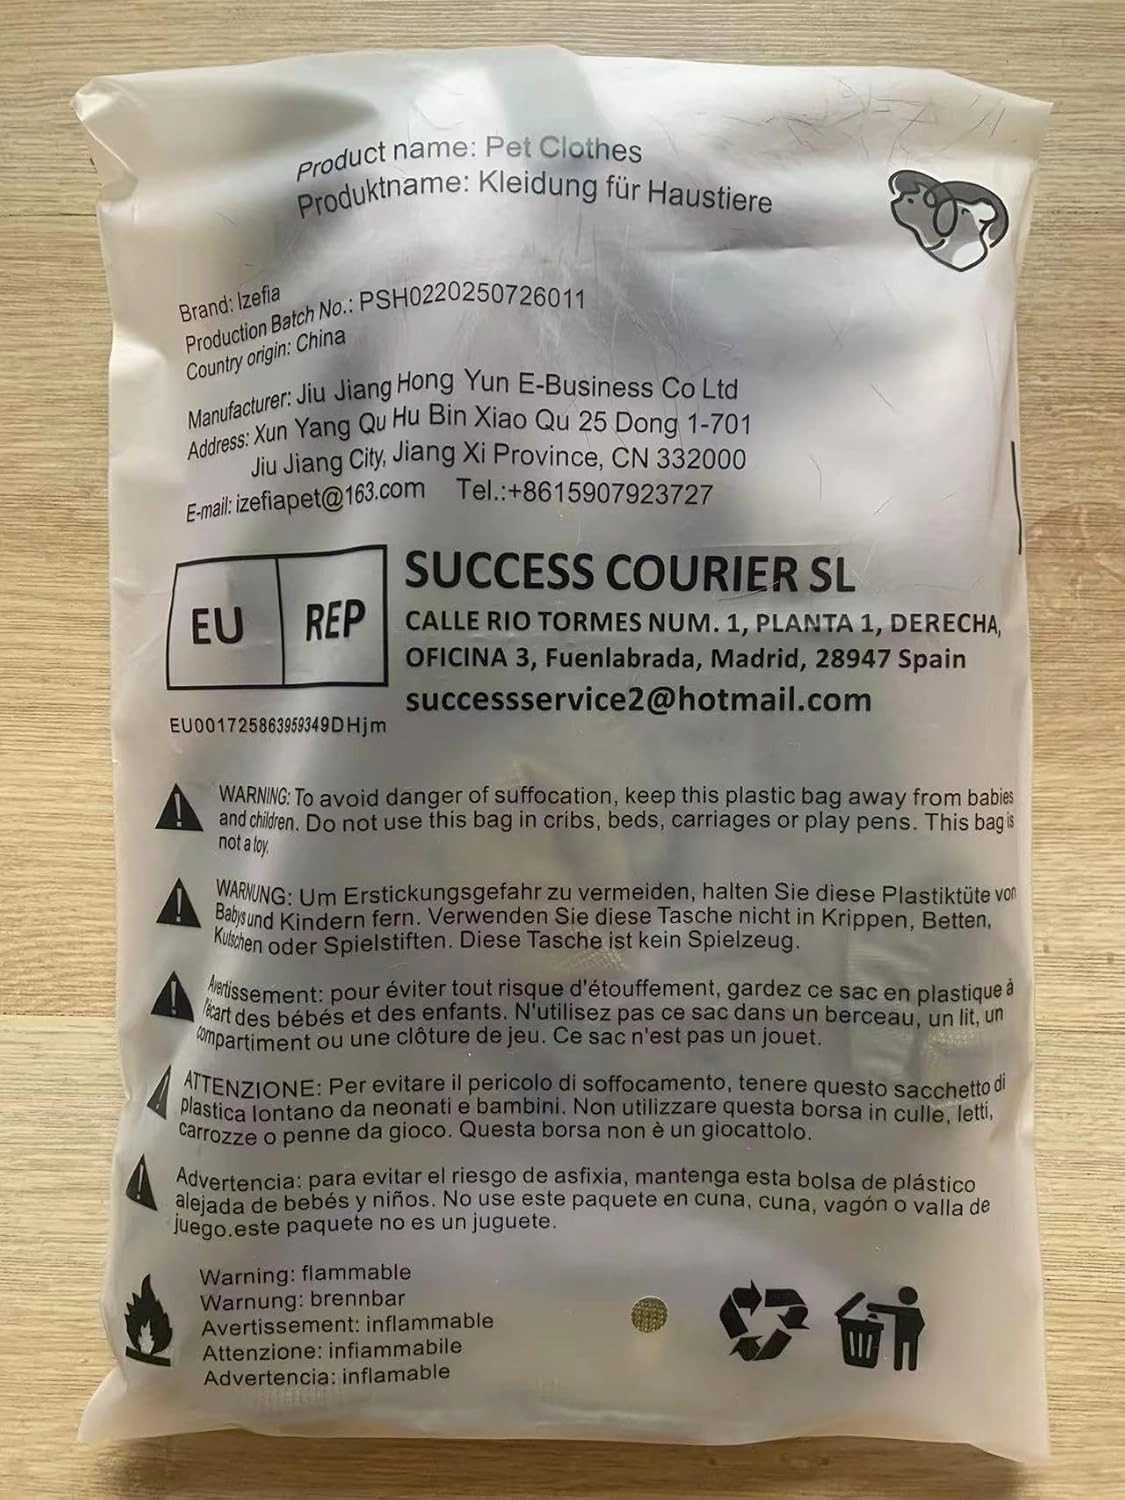 Product name: Pet Clothes
Produktname: Kleidung für Haustiere
Brand: Izefia
Production Batch No.: PSH0220250726011
Country origin: China
Manufacturer: Jiu Jiang Hong Yun E-Business Co Ltd
Address: Xun Yang Qu Hu Bin Xiao Qu 25 Dong 1-701
Jiu Jiang City, Jiang Xi Province, CN 332000
E-mail: izefiapet@163.com Tel.:+8615907923727
EU REP
SUCCESS COURIER SL
CALLE RIO TORMES NUM. 1, PLANTA 1, DERECHA,
OFICINA 3, Fuenlabrada, Madrid, 28947 Spain
successservice2@hotmail.com
EU001725863959349DHjm
WARNING: To avoid danger of suffocation, keep this plastic bag away from babies
and children. Do not use this bag in cribs, beds, carriages or play pens. This bag is
not a toy.
WARNUNG: Um Erstickungsgefahr zu vermeiden, halten Sie diese Plastiktüte von
Babys und Kindern fern. Verwenden Sie diese Tasche nicht in Krippen, Betten,
Kutschen oder Spielstiften. Diese Tasche ist kein Spielzeug.
Avertissement: pour éviter tout risque d'étouffement, gardez ce sac en plastique à
l'écart des bébés et des enfants. N'utilisez pas ce sac dans un berceau, un lit, un
compartiment ou une clôture de jeu. Ce sac n'est pas un jouet.
ATTENZIONE: Per evitare il pericolo di soffocamento, tenere questo sacchetto di
plastica lontano da neonati e bambini. Non utilizzare questa borsa in culle, letti,
carrozze o penne da gioco. Questa borsa non è un giocattolo.
Advertencia: para evitar el riesgo de asfixia, mantenga esta bolsa de plástico
alejada de bebés y niños. No use este paquete en cuna, cuna, vagón o valla de
juego.este paquete no es un juguete.
Warning: flammable
Warnung: brennbar
Avertissement: inflammable
Attenzione: infiammabile
Advertencia: inflamable